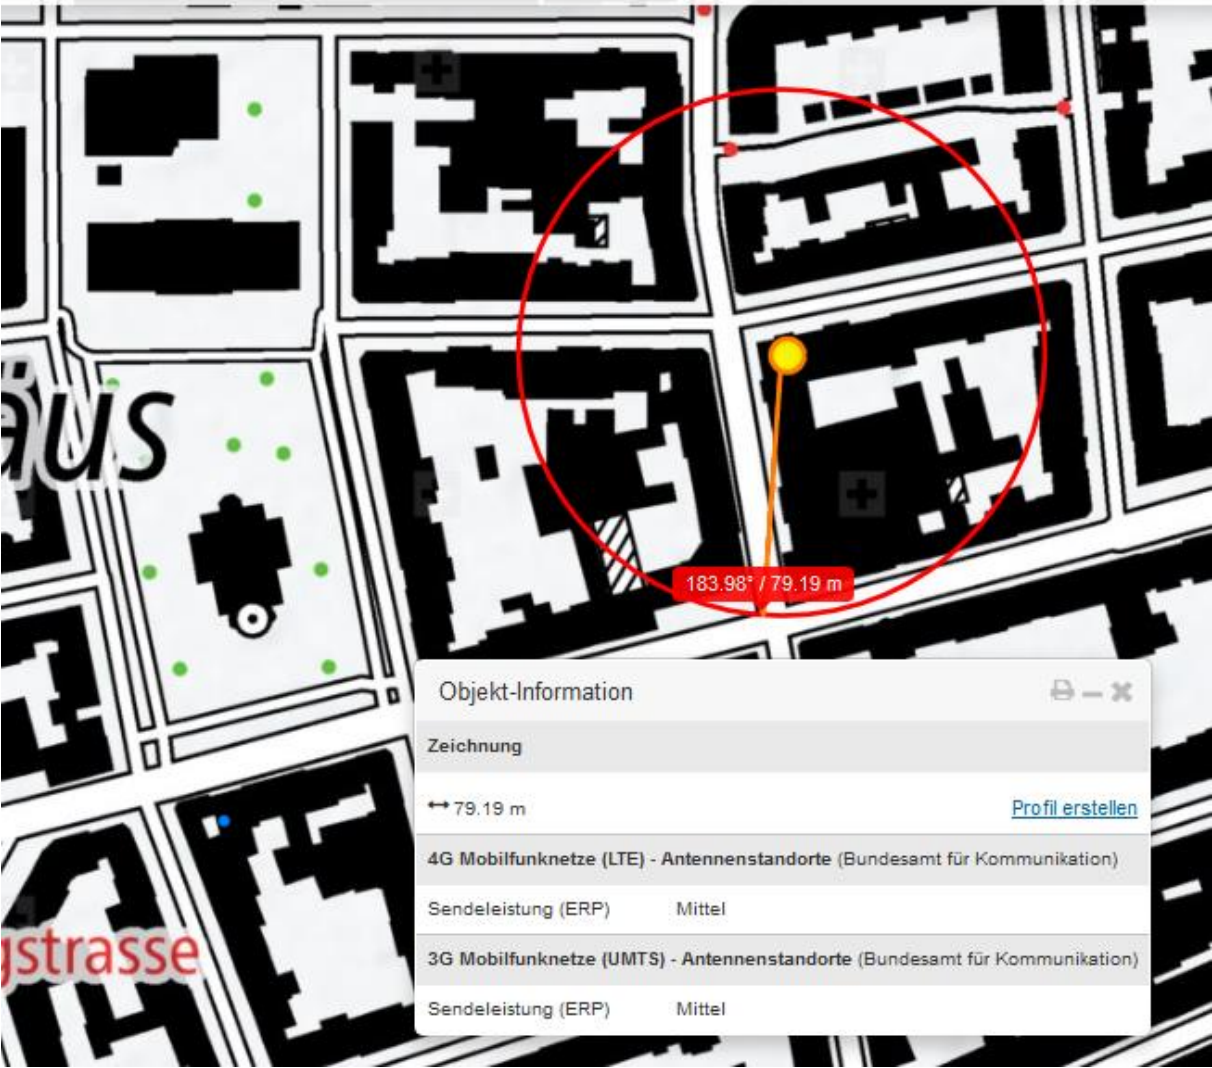 äus
183.98° / 79.19 m
Objekt-Information
Zeichnung
↔ 79.19 m
Profil erstellen
4G Mobilfunknetze (LTE) - Antennenstandorte (Bundesamt für Kommunikation)
Sendeleistung (ERP) Mittel
3G Mobilfunknetze (UMTS) - Antennenstandorte (Bundesamt für Kommunikation)
Sendeleistung (ERP) Mittel
gstrasse